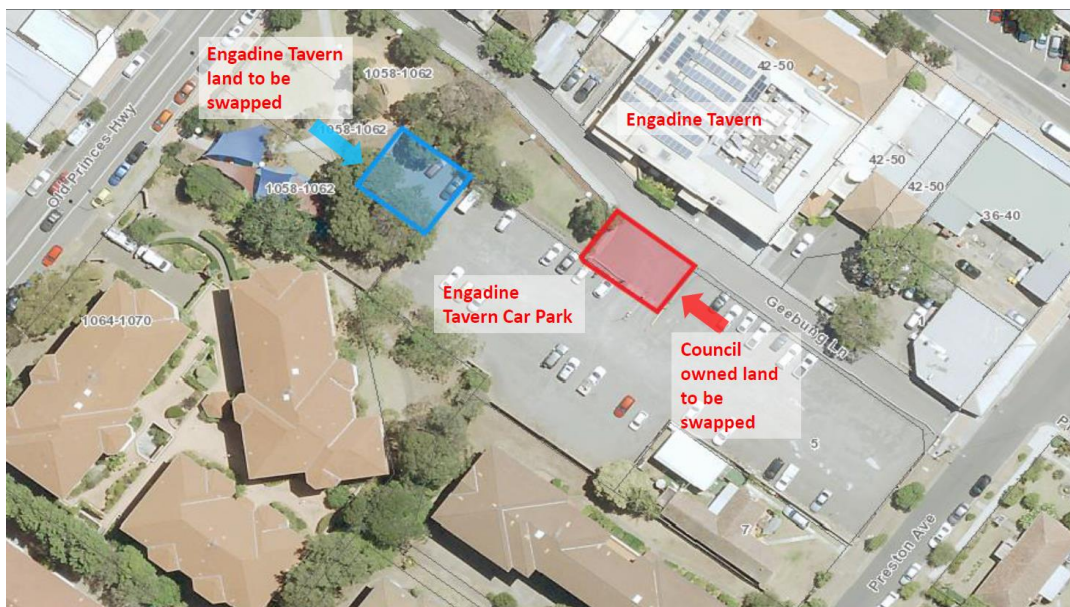 Engadine Tavern
land to be
swapped
42-50
1058-1062
Engadine Tavern
Old Princes Hwy
1058-1062
42-50
1058-1062
42-50
36-40
Engadine
Tavern Car Park
Geebung Ln
1064-1070
1
Council
owned land
to be
swapped
5
7
Preston Ave